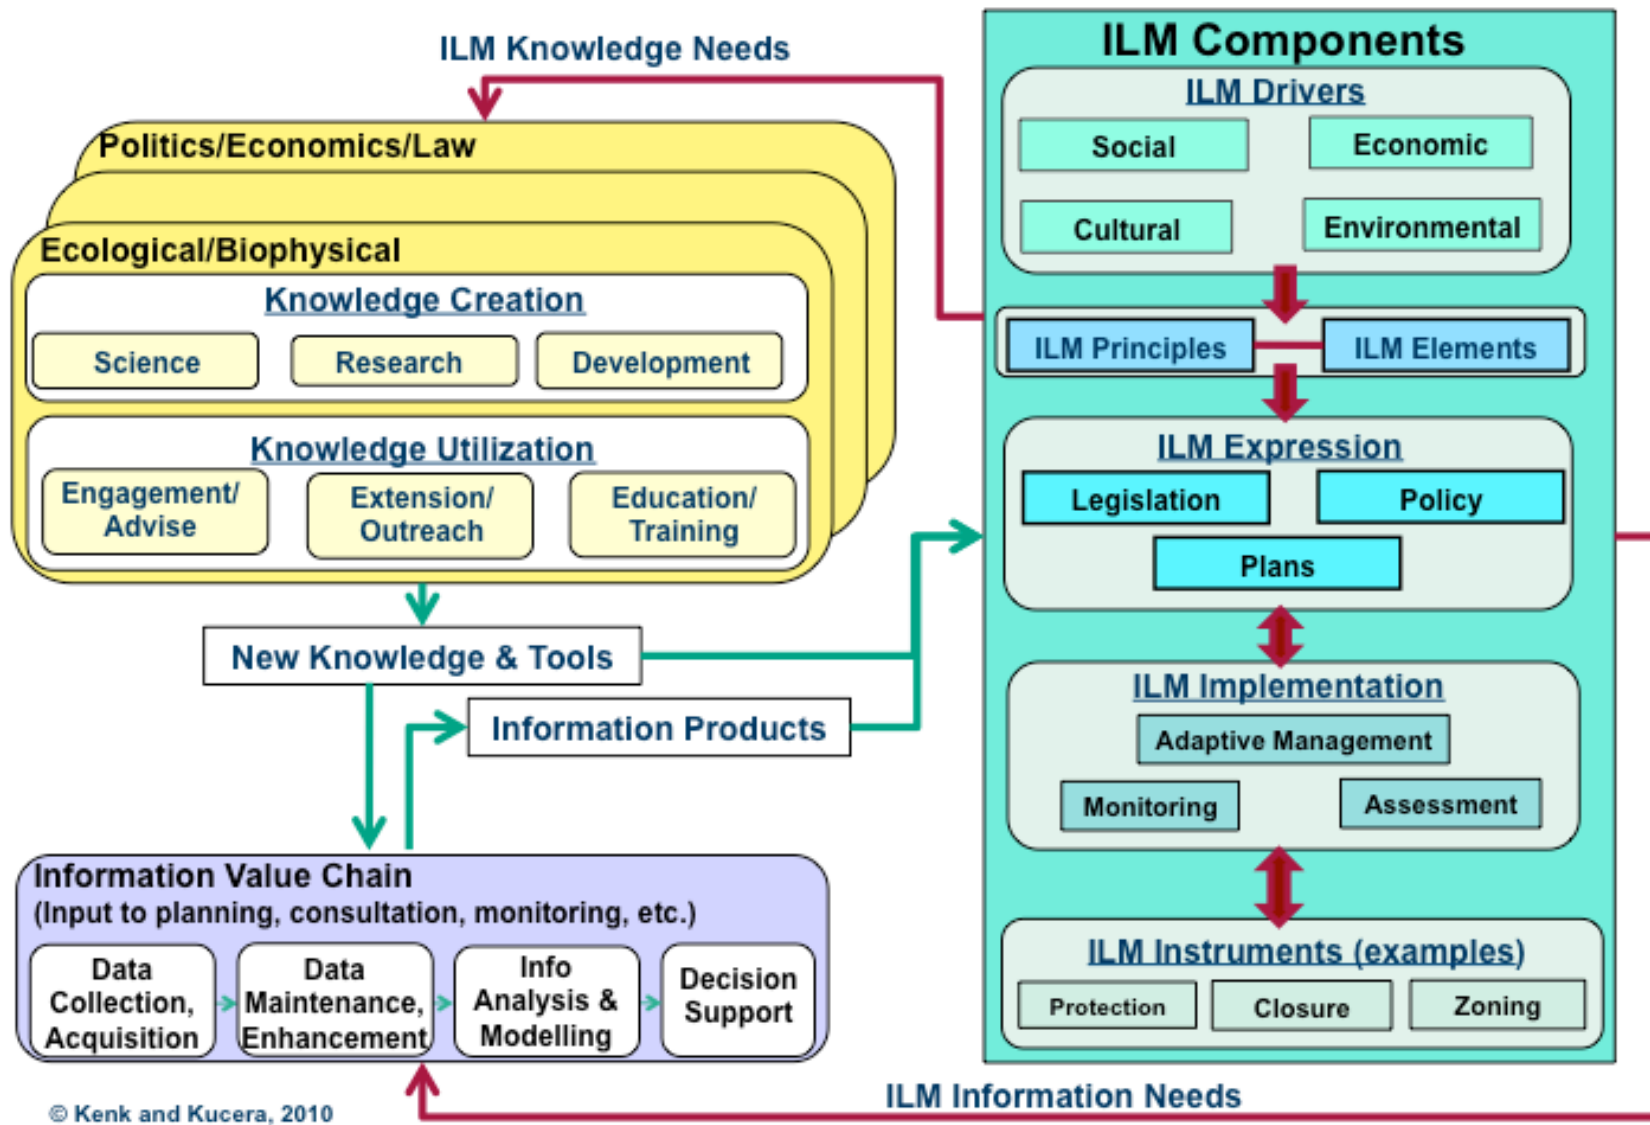 ILM Knowledge Needs
Politics/Economics/Law
Ecological/Biophysical
Knowledge Creation
Science
Research
Development
Knowledge Utilization
Engagement/
Advise
Extension/
Outreach
Education/
Training
New Knowledge & Tools
Information Products
Information Value Chain
(Input to planning, consultation, monitoring, etc.)
Data
Collection,
Acquisition
Data
Maintenance,
Enhancement
Info
Analysis &
Modelling
Decision
Support
© Kenk and Kucera, 2010
ILM Components
ILM Drivers
Social
Economic
Cultural
Environmental
ILM Principles
ILM Elements
ILM Expression
Legislation
Policy
Plans
ILM Implementation
Adaptive Management
Monitoring
Assessment
ILM Instruments (examples)
Protection
Closure
Zoning
ILM Information Needs